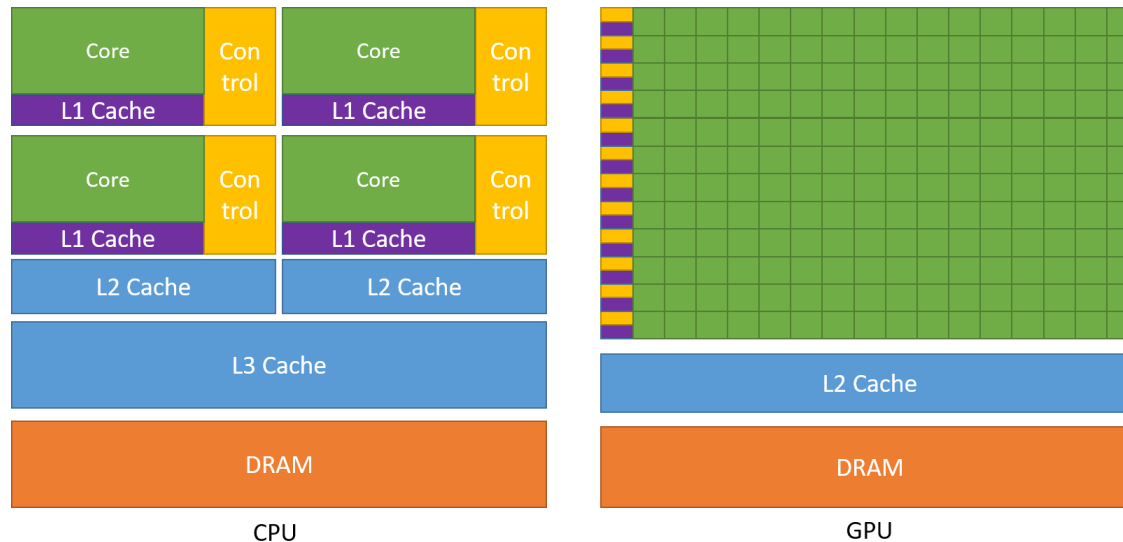 Core
Con
trol
L1 Cache
Core
Con
trol
L1 Cache
Core
Con
trol
L1 Cache
Core
Con
trol
L1 Cache
L2 Cache
L2 Cache
L3 Cache
DRAM
CPU
L2 Cache
DRAM
GPU